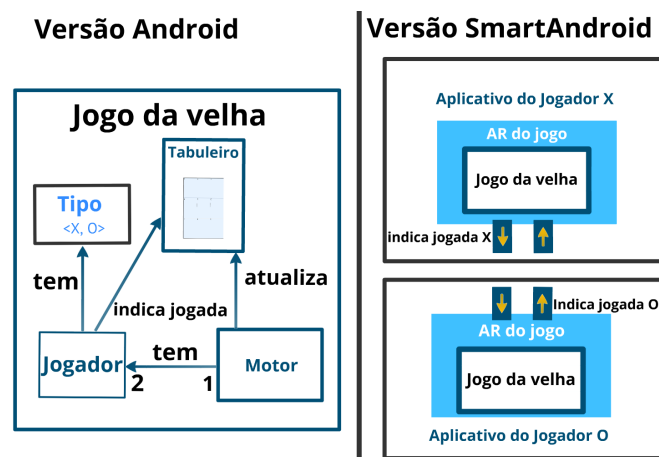 Versão Android
Jogo da velha
Tabuleiro
Tipo
<X, O>
tem
indica jogada
atualiza
Jogador
tem
2
1
Motor
Versão SmartAndroid
Aplicativo do Jogador X
AR do jogo
Jogo da velha
indica jogada X
Indica jogada O
AR do jogo
Jogo da velha
Aplicativo do Jogador O